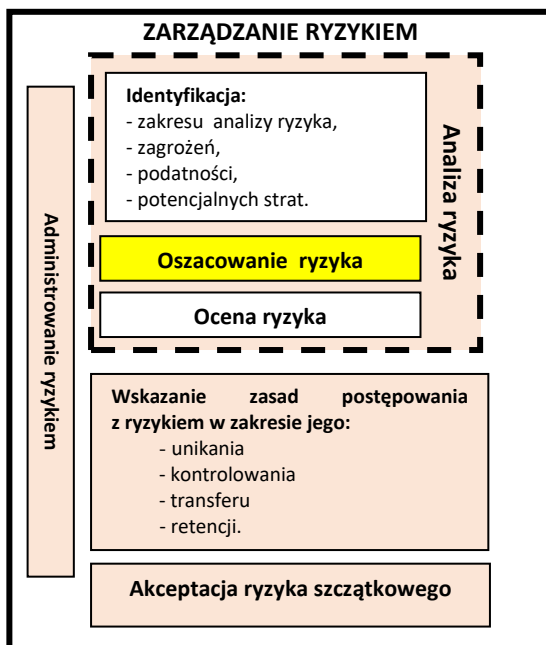 ZARZĄDZANIE RYZYKIEM
Administrowanie ryzykiem
Identyfikacja:
- zakresu analizy ryzyka,
- zagrożeń,
- podatności,
- potencjalnych strat.
Analiza ryzyka
Oszacowanie ryzyka
Ocena ryzyka
Wskazanie zasad postępowania
z ryzykiem w zakresie jego:
- unikania
- kontrolowania
- transferu
- retencji.
Akceptacja ryzyka szczątkowego